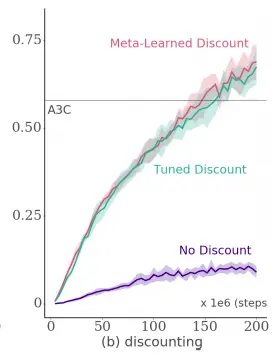 0.75
Meta-Learned Discount
A3C
0.50
Tuned Discount
0.25
No Discount
0
x 1e6 (steps
0 50 100 150 200
(b) discounting